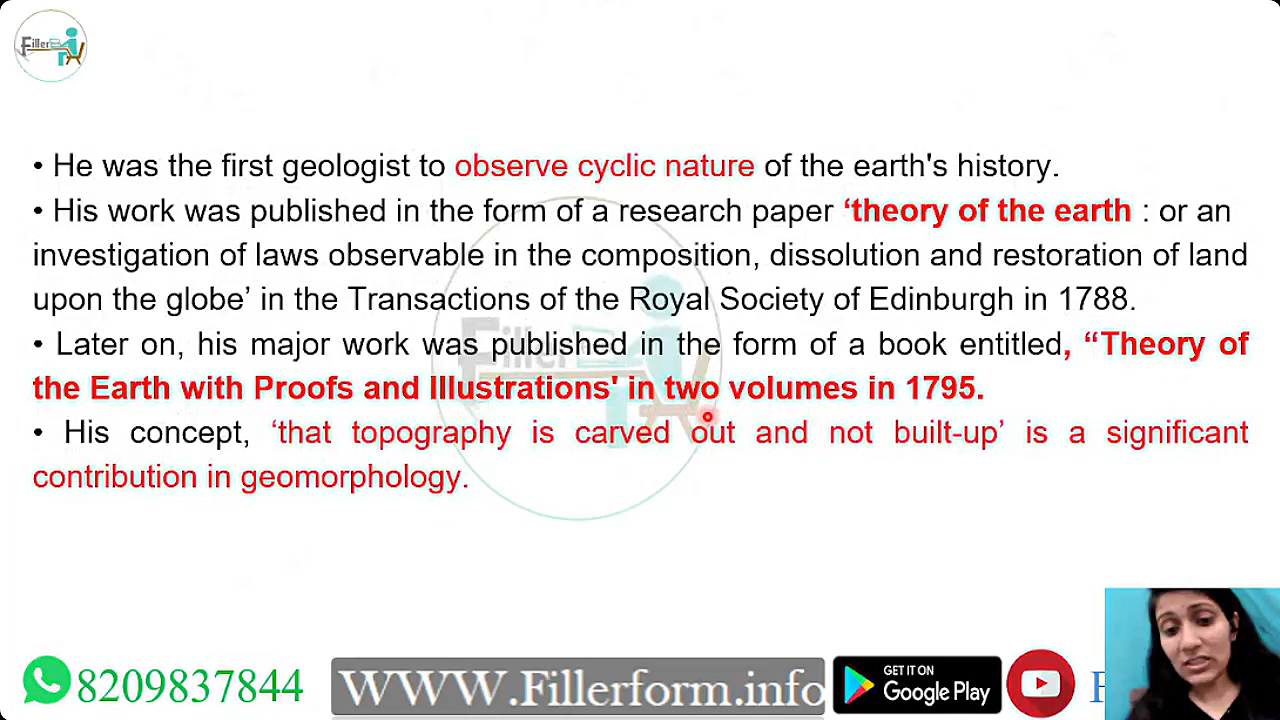 Filler
• He was the first geologist to observe cyclic nature of the earth's history.
• His work was published in the form of a research paper ‘theory of the earth : or an
investigation of laws observable in the composition, dissolution and restoration of land
upon the globe’ in the Transactions of the Royal Society of Edinburgh in 1788.
• Later on, his major work was published in the form of a book entitled, “Theory of
the Earth with Proofs and Illustrations' in two volumes in 1795.
• His concept, ‘that topography is carved out and not built-up’ is a significant
contribution in geomorphology.
Filler
8209837844
WWW.Fillerform.info
GET IT ON
Google Play
F